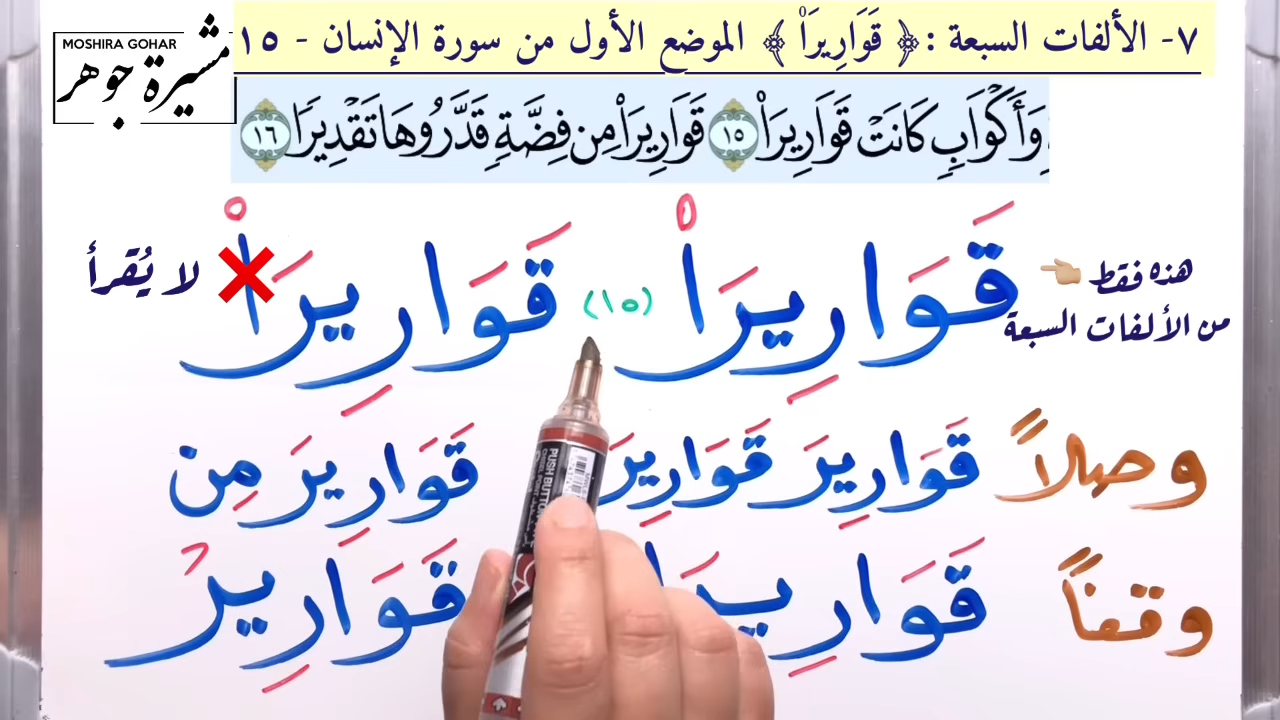 ٧- الألفات السبعة : ﴿ قَوَارِيرَا۠ ﴾ الموضع الأول من سورة الإنسان - ١٥
MOSHIRA GOHAR
مشيرة جوهر
وَأَكْوَابٖ كَانَتۡ قَوَارِيرَا۠ ١٥ قَوَارِيرَاْ مِن فِضَّةٖ قَدَّرُوهَا تَقۡدِيرٗا ١٦
هذه فقط
من الألفات السبعة
قَوَارِيرَا۠ (١٥) قَوَارِيرَاْ
لا يُقرأ
وصلاً قَوَارِيرَ قَوَارِيرَ قَوَارِيرَ مِن
وقفاً قَوَارِيرَا قَوَارِيرْ
PUSH BUTTON